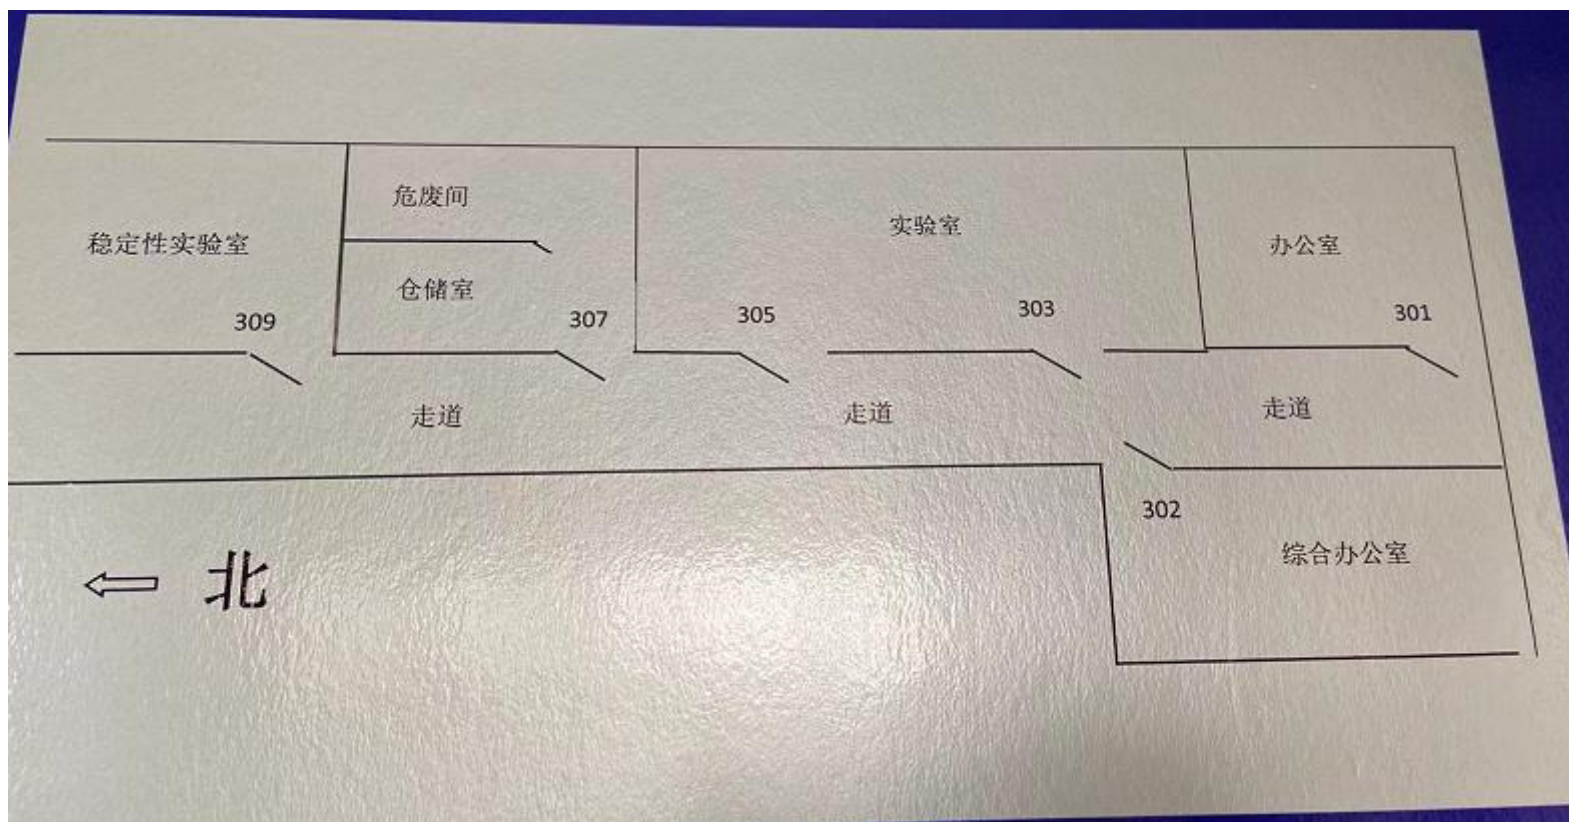 危废间
实验室
稳定性实验室
办公室
仓储室
309
307
305
303
301
走道
走道
走道
302
综合办公室
北